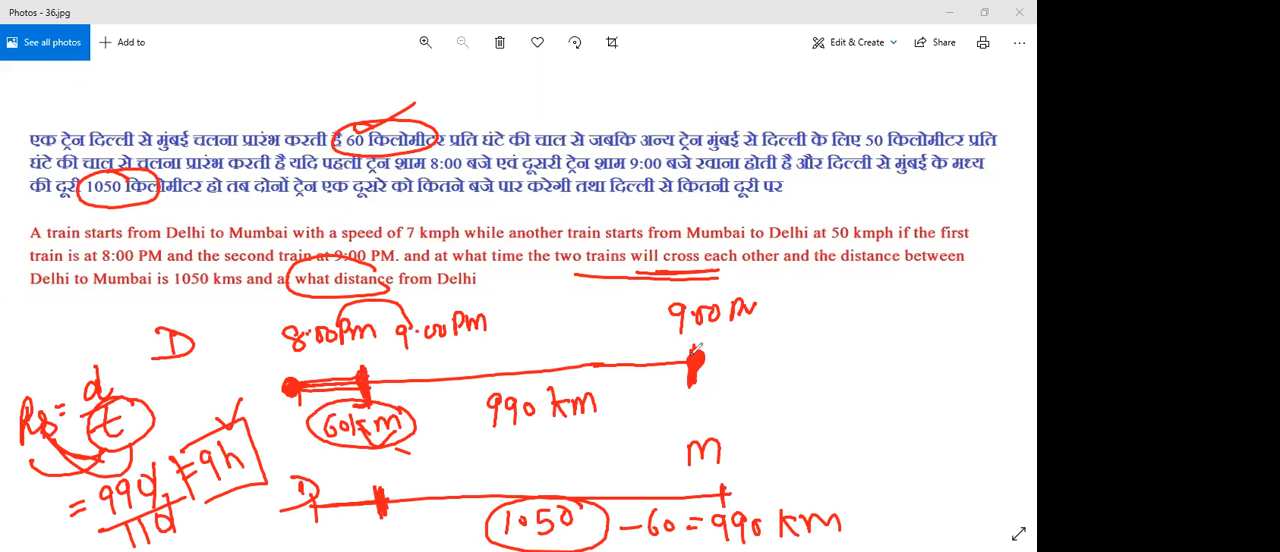 Photos - 36.jpg
See all photos
Add to
Edit & Create
Share
एक ट्रेन दिल्ली से मुंबई चलना प्रारंभ करती है 60 किलोमीटर प्रति घंटे की चाल से जबकि अन्य ट्रेन मुंबई से दिल्ली के लिए 50 किलोमीटर प्रति
घंटे की चाल से चलना प्रारंभ करती है यदि पहली ट्रेन शाम 8:00 बजे एवं दूसरी ट्रेन शाम 9:00 बजे रवाना होती है और दिल्ली से मुंबई के मध्य
की दूरी 1050 किलोमीटर हो तब दोनों ट्रेन एक दूसरे को कितने बजे पार करेगी तथा दिल्ली से कितनी दूरी पर
A train starts from Delhi to Mumbai with a speed of 7 kmph while another train starts from Mumbai to Delhi at 50 kmph if the first
train is at 8:00 PM and the second train at 9:00 PM. and at what time the two trains will cross each other and the distance between
Delhi to Mumbai is 1050 kms and at what distance from Delhi
D
8.00Pm 9.00PM
9.00 PM
60km
990 km
Rs = d/t
= 990/110 = 9h
M
D
1050 - 60 = 990 km